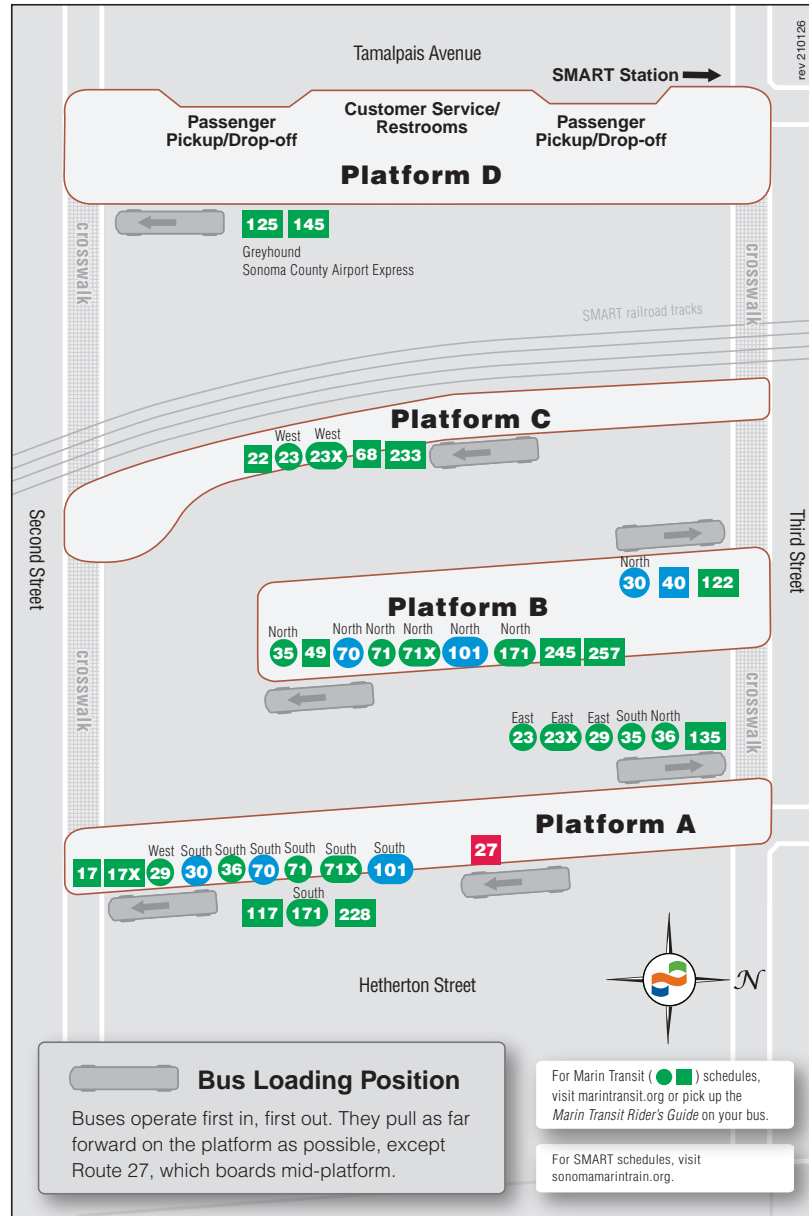 rev 210126
Tamalpais Avenue
SMART Station
Passenger
Pickup/Drop-off
Customer Service/
Restrooms
Passenger
Pickup/Drop-off
Platform D
crosswalk
crosswalk
125 145
Greyhound
Sonoma County Airport Express
SMART railroad tracks
Platform C
West West
22 23 23X 68 233
Second Street
Third Street
North
30 40 122
Platform B
North North North North North North
35 49 70 71 71X 101 171 245 257
crosswalk
crosswalk
East East East South North
23 23X 29 35 36 135
Platform A
27
West South South South South South South
17 17X 29 30 36 70 71 71X 101
South
117 171 228
Hetherton Street
N
Bus Loading Position
Buses operate first in, first out. They pull as far
forward on the platform as possible, except
Route 27, which boards mid-platform.
For Marin Transit ( ) schedules,
visit marintransit.org or pick up the
Marin Transit Rider's Guide on your bus.
For SMART schedules, visit
sonomamarintrain.org.